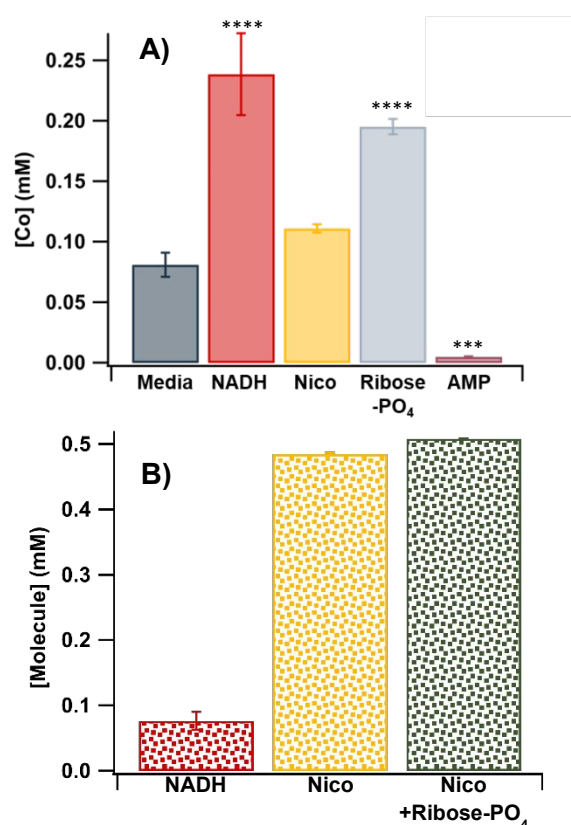 A)
[Co] (mM)
0.25
0.20
0.15
0.10
0.05
0.00
****
****
***
Media NADH Nico Ribose AMP
-PO4
B)
[Molecule] (mM)
0.5
0.4
0.3
0.2
0.1
0.0
NADH Nico Nico
+Ribose-PO4